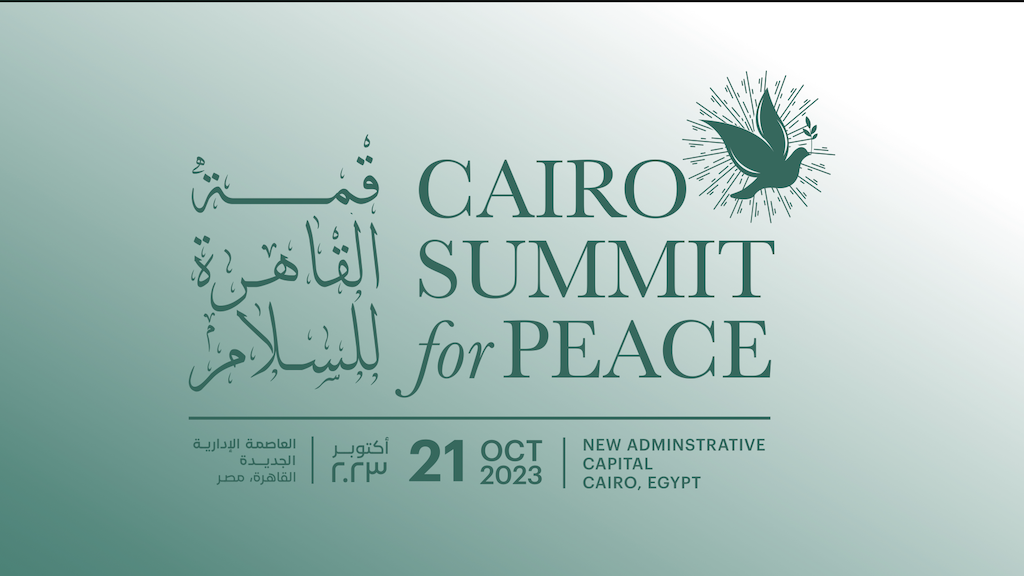 قمة
القاهرة
للسلام
CAIRO
SUMMIT
for PEACE
العاصمة الإدارية
الجديدة
القاهرة، مصر
أكتوبر
٢٠٢٣
21
OCT
2023
NEW ADMINSTRATIVE
CAPITAL
CAIRO, EGYPT